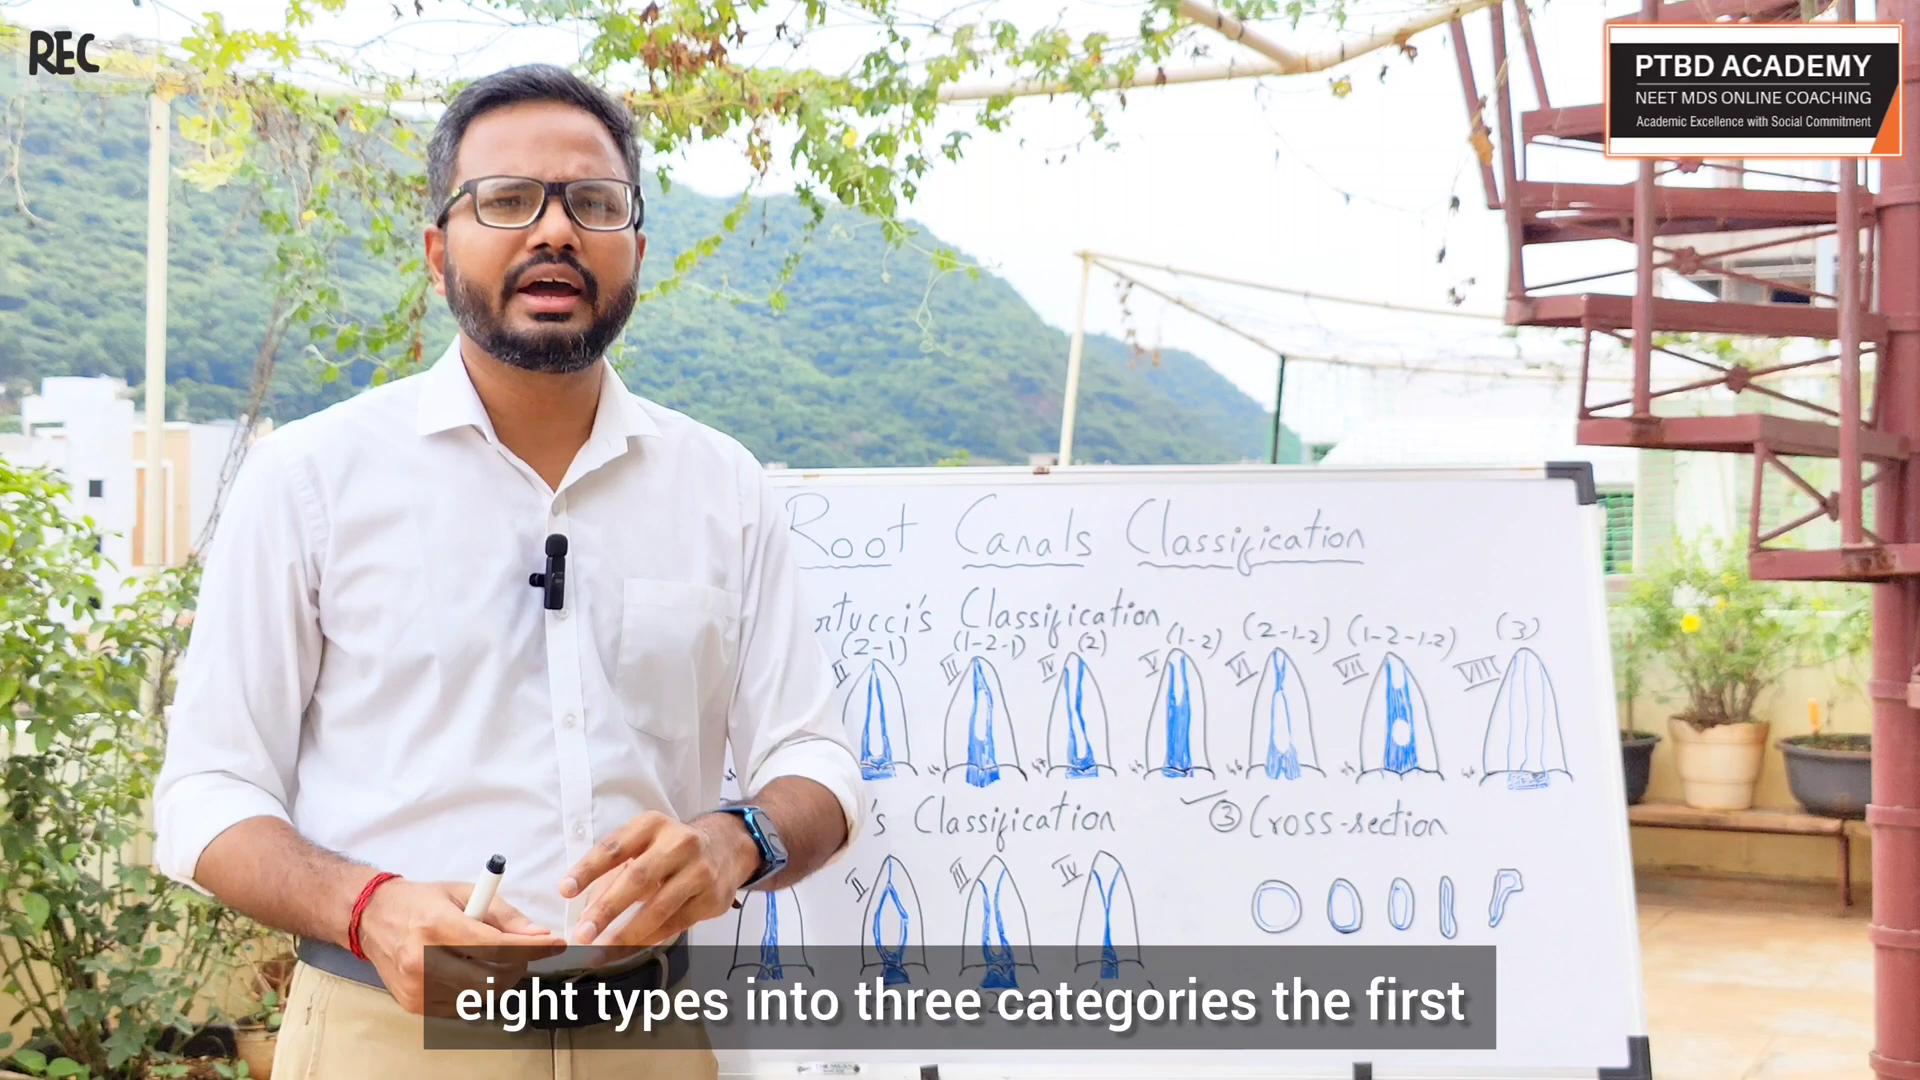 REC
PTBD ACADEMY
NEET MDS ONLINE COACHING
Academic Excellence with Social Commitment
Root Canals Classification
rtucci's Classification
(2-1) (1-2-1) (2) (1-2) (2-1-2) (1-2-1-2) (3)
II III IV V VI VII VIII
's Classification
③ Cross-section
II III IV
eight types into three categories the first